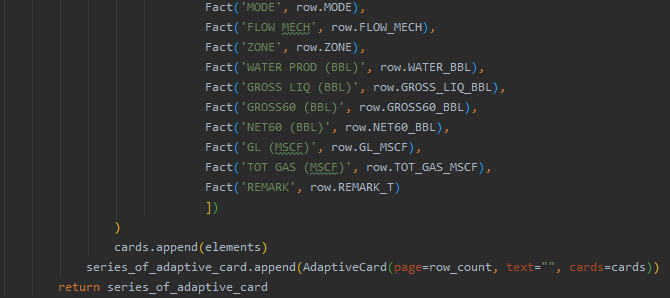 Fact('MODE', row.MODE),
Fact('FLOW MECH', row.FLOW_MECH),
Fact('ZONE', row.ZONE),
Fact('WATER PROD (BBL)', row.WATER_BBL),
Fact('GROSS LIQ (BBL)', row.GROSS_LIQ_BBL),
Fact('GROSS60 (BBL)', row.GROSS60_BBL),
Fact('NET60 (BBL)', row.NET60_BBL),
Fact('GL (MSCF)', row.GL_MSCF),
Fact('TOT GAS (MSCF)', row.TOT_GAS_MSCF),
Fact('REMARK', row.REMARK_T)
])
)
cards.append(elements)
series_of_adaptive_card.append(AdaptiveCard(page=row_count, text="", cards=cards))
return series_of_adaptive_card